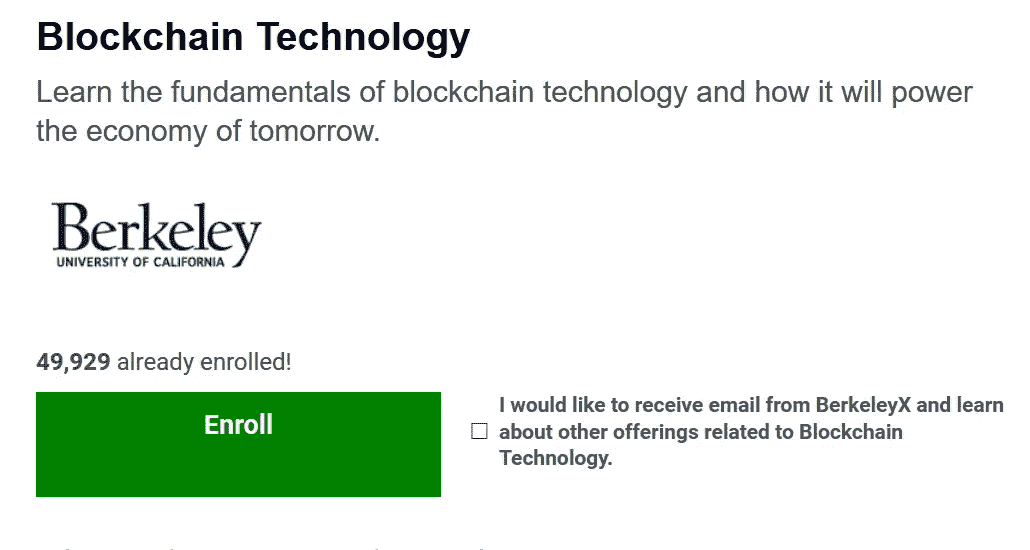 Blockchain Technology
Learn the fundamentals of blockchain technology and how it will power
the economy of tomorrow.
Berkeley
UNIVERSITY OF CALIFORNIA
49,929 already enrolled!
Enroll
I would like to receive email from BerkeleyX and learn
about other offerings related to Blockchain
Technology.